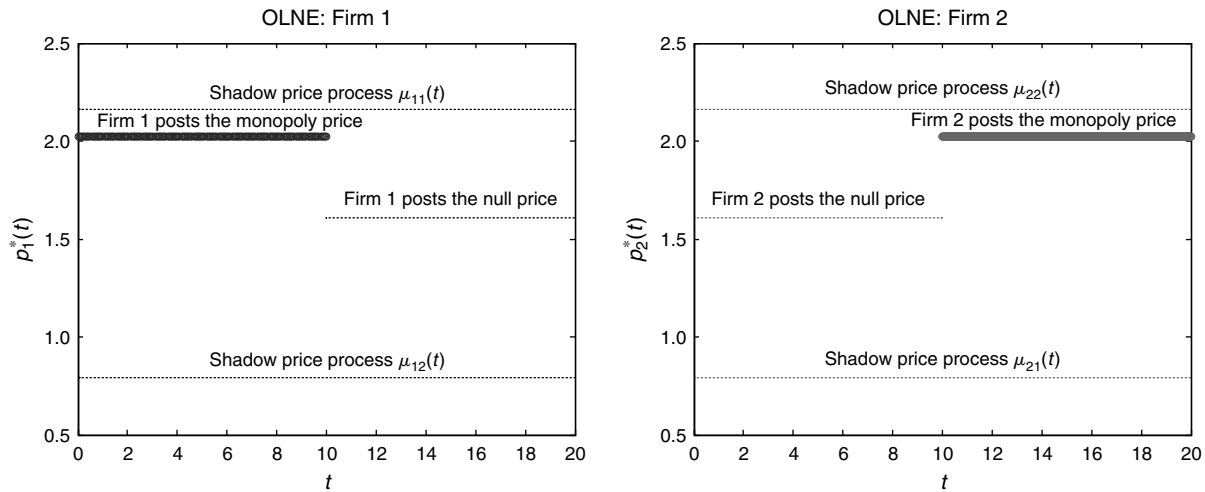 OLNE: Firm 1
2.5
2.0
1.5
1.0
0.5
p*1(t)
Shadow price process μ11(t)
Firm 1 posts the monopoly price
Firm 1 posts the null price
Shadow price process μ12(t)
0 2 4 6 8 10 12 14 16 18 20
t
OLNE: Firm 2
2.5
2.0
1.5
1.0
0.5
p*2(t)
Shadow price process μ22(t)
Firm 2 posts the monopoly price
Firm 2 posts the null price
Shadow price process μ21(t)
0 2 4 6 8 10 12 14 16 18 20
t